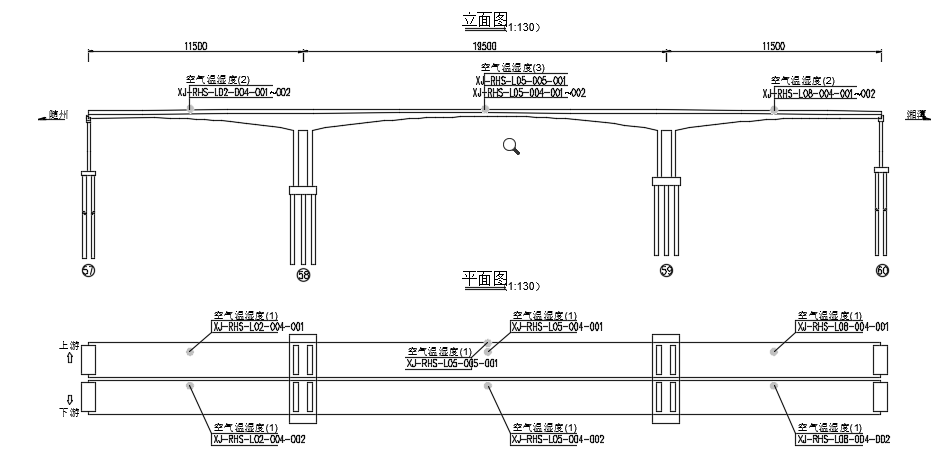 立面图(1:130)
11500 19500 11500
空气温湿度(2)
XJ-RHS-L02-004-001~002
空气温湿度(3)
XJ-RHS-L05-005-001
XJ-RHS-L05-004-001~002
空气温湿度(2)
XJ-RHS-L08-004-001~002
随州
湘潭
57 58 59 60
平面图(1:130)
空气温湿度(1)
XJ-RHS-L02-004-001
空气温湿度(1)
XJ-RHS-L05-004-001
空气温湿度(1)
XJ-RHS-L08-004-001
上游
空气温湿度(1)
XJ-RHS-L05-005-001
下游
空气温湿度(1)
XJ-RHS-L02-004-002
空气温湿度(1)
XJ-RHS-L05-004-002
空气温湿度(1)
XJ-RHS-L08-004-002